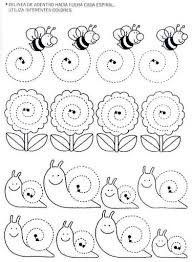 DELINEA DE ADENTRO HACIA FUERA CADA ESPIRAL.
UTILIZA DIFERENTES COLORES.